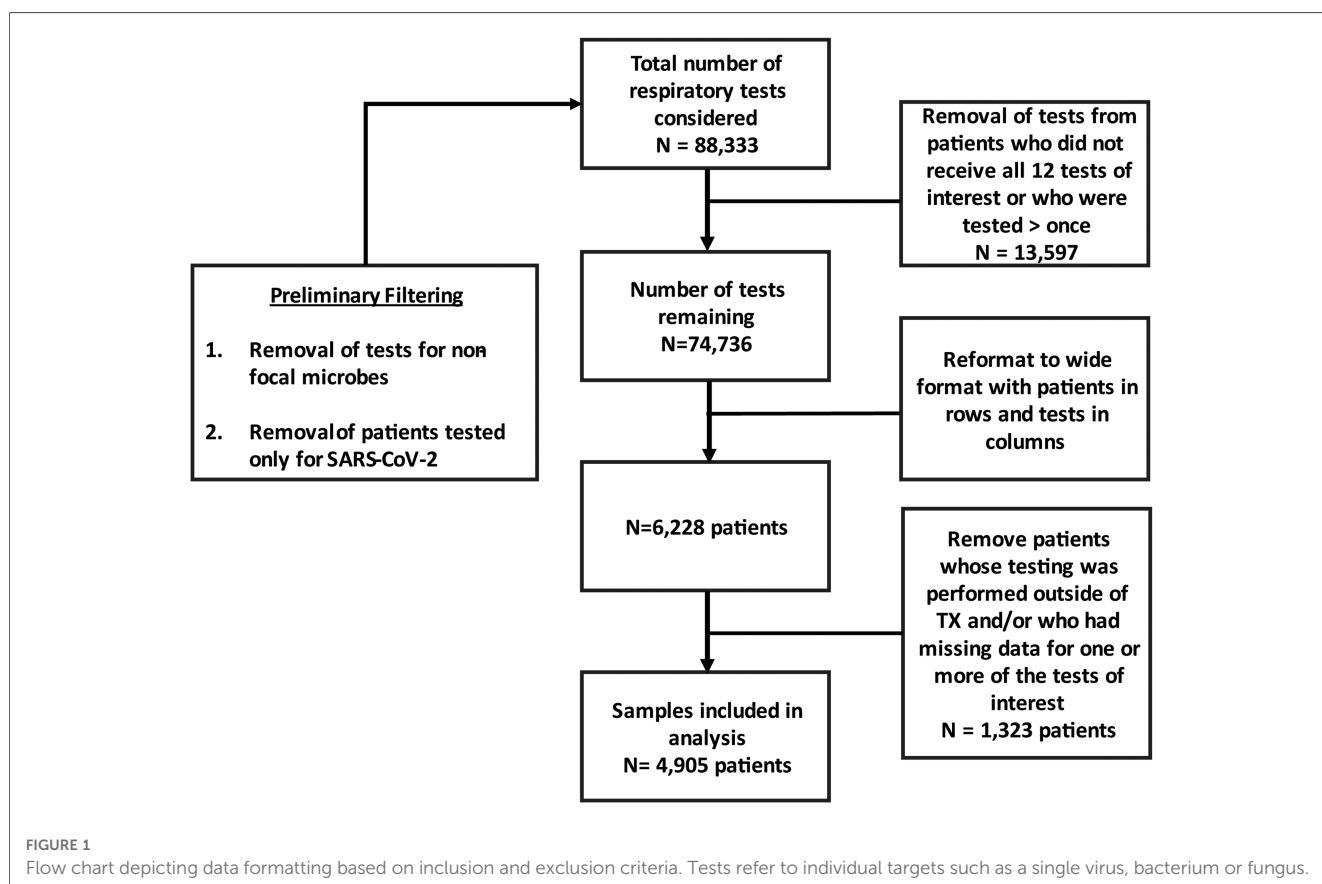 Total number of
respiratory tests
considered
N = 88,333
Removal of tests from
patients who did not
receive all 12 tests of
interest or who were
tested > once
N = 13,597
Preliminary Filtering
1. Removal of tests for non-
focal microbes
2. Removal of patients tested
only for SARS-CoV-2
Number of tests
remaining
N=74,736
Reformat to wide
format with patients in
rows and tests in
columns
N=6,228 patients
Remove patients
whose testing was
performed outside of
TX and/or who had
missing data for one or
more of the tests of
interest
N = 1,323 patients
Samples included in
analysis
N= 4,905 patients
FIGURE 1
Flow chart depicting data formatting based on inclusion and exclusion criteria. Tests refer to individual targets such as a single virus, bacterium or fungus.